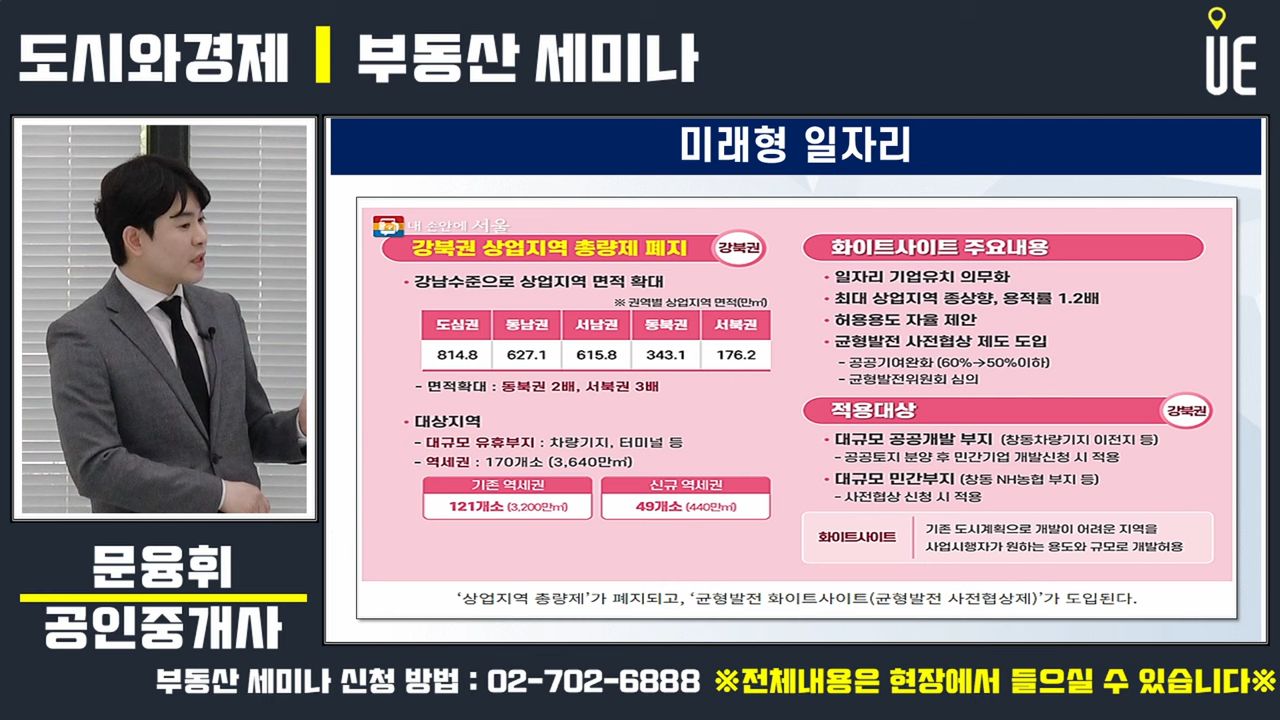 도시와경제 부동산 세미나
UE
미래형 일자리
내 손안에 서울
강북권 상업지역 총량제 폐지
강북권
• 강남수준으로 상업지역 면적 확대
※ 권역별 상업지역 면적(만㎡)
도심권 동남권 서남권 동북권 서북권
814.8 627.1 615.8 343.1 176.2
- 면적확대 : 동북권 2배, 서북권 3배
• 대상지역
- 대규모 유휴부지 : 차량기지, 터미널 등
- 역세권 : 170개소 (3,640만㎡)
기존 역세권
121개소 (3,200만㎡)
신규 역세권
49개소 (440만㎡)
화이트사이트 주요내용
• 일자리 기업유치 의무화
• 최대 상업지역 종상향, 용적률 1.2배
• 허용용도 자율 제안
• 균형발전 사전협상 제도 도입
- 공공기여완화 (60%→50%이하)
- 균형발전위원회 심의
적용대상
강북권
• 대규모 공공개발 부지 (창동차량기지 이전지 등)
- 공공토지 분양 후 민간기업 개발신청 시 적용
• 대규모 민간부지 (창동 NH농협 부지 등)
- 사전협상 신청 시 적용
화이트사이트
기존 도시계획으로 개발이 어려운 지역을
사업시행자가 원하는 용도와 규모로 개발허용
‘상업지역 총량제’가 폐지되고, ‘균형발전 화이트사이트(균형발전 사전협상제)’가 도입된다.
문융휘
공인중개사
부동산 세미나 신청 방법 : 02-702-6888 ※전체내용은 현장에서 들으실 수 있습니다※